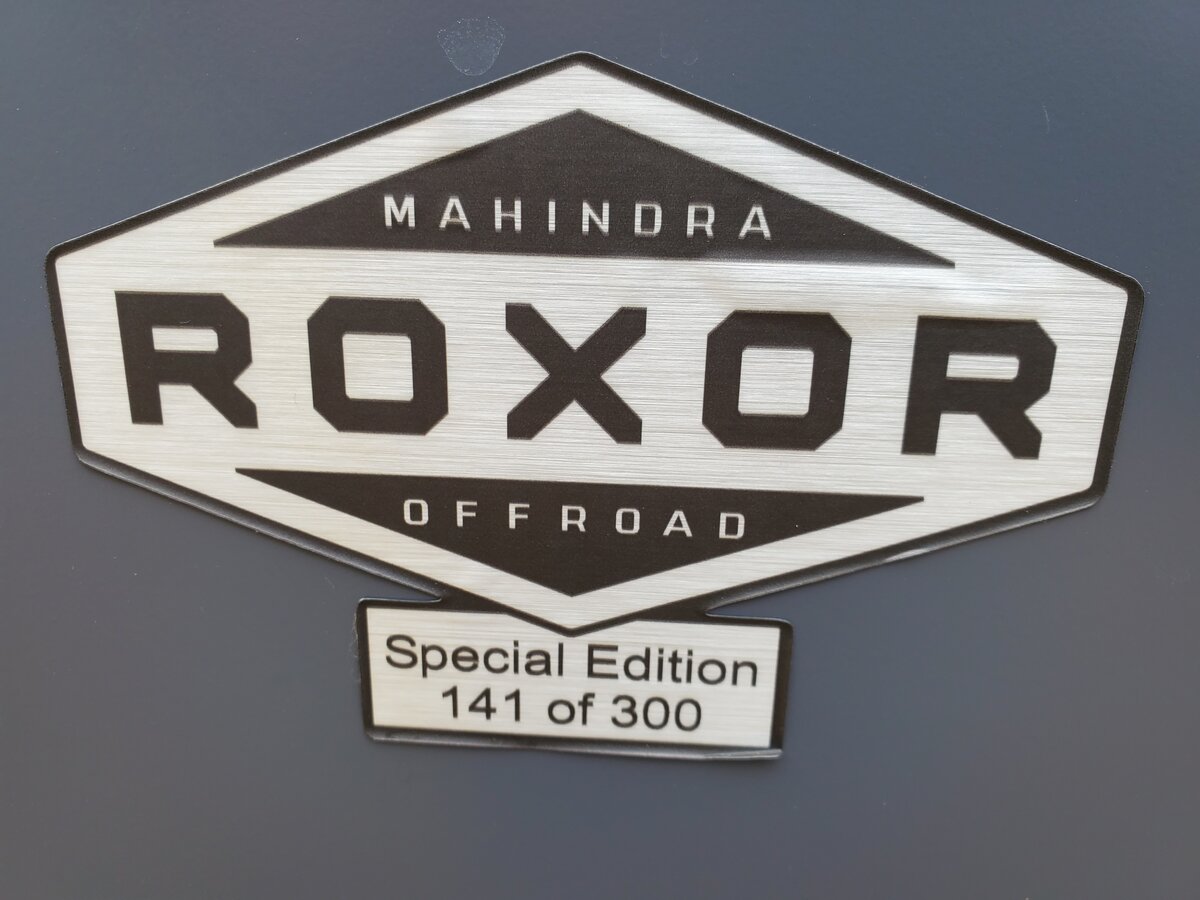 MAHINDRA
ROXOR
OFFROAD
Special Edition
141 of 300